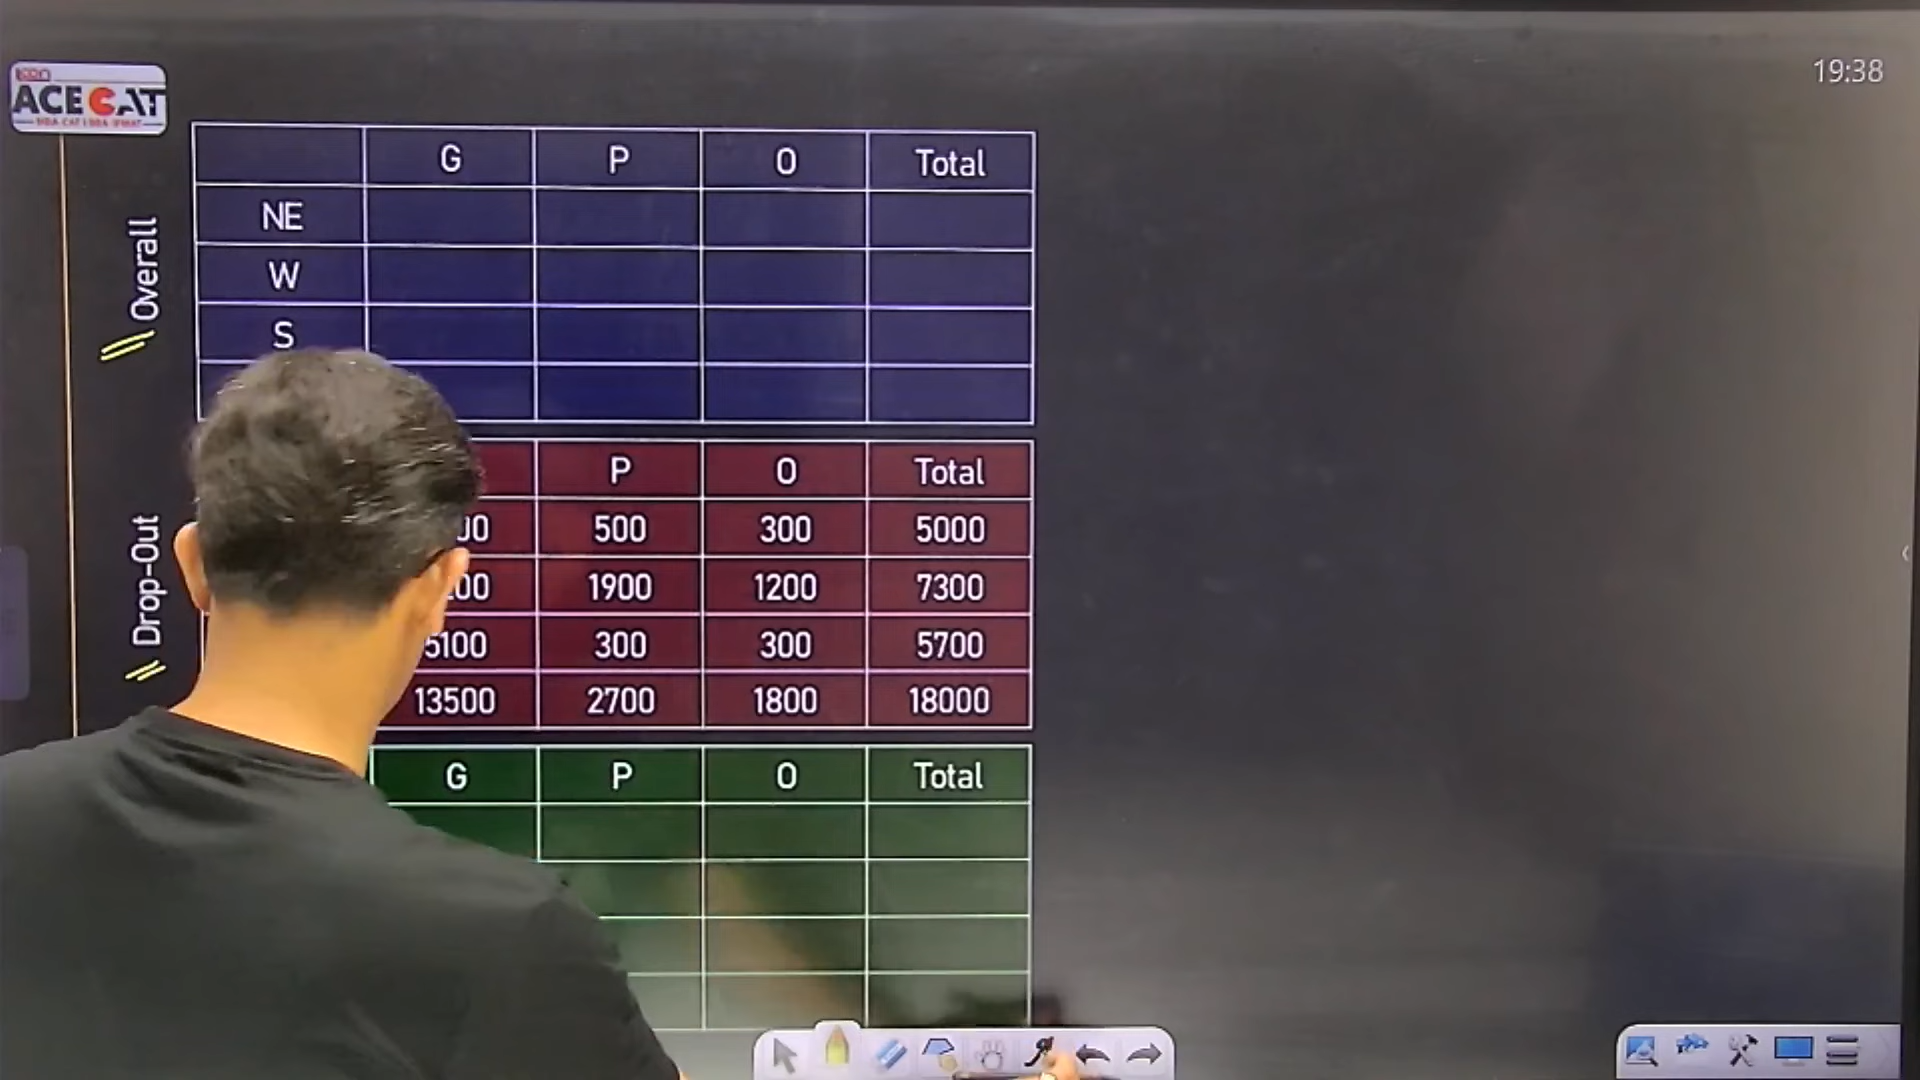 19:38
ACE CAT
G P O Total
NE
W
S
Overall
P O Total
500 300 5000
1900 1200 7300
5100 300 300 5700
13500 2700 1800 18000
Drop-Out
G P O Total